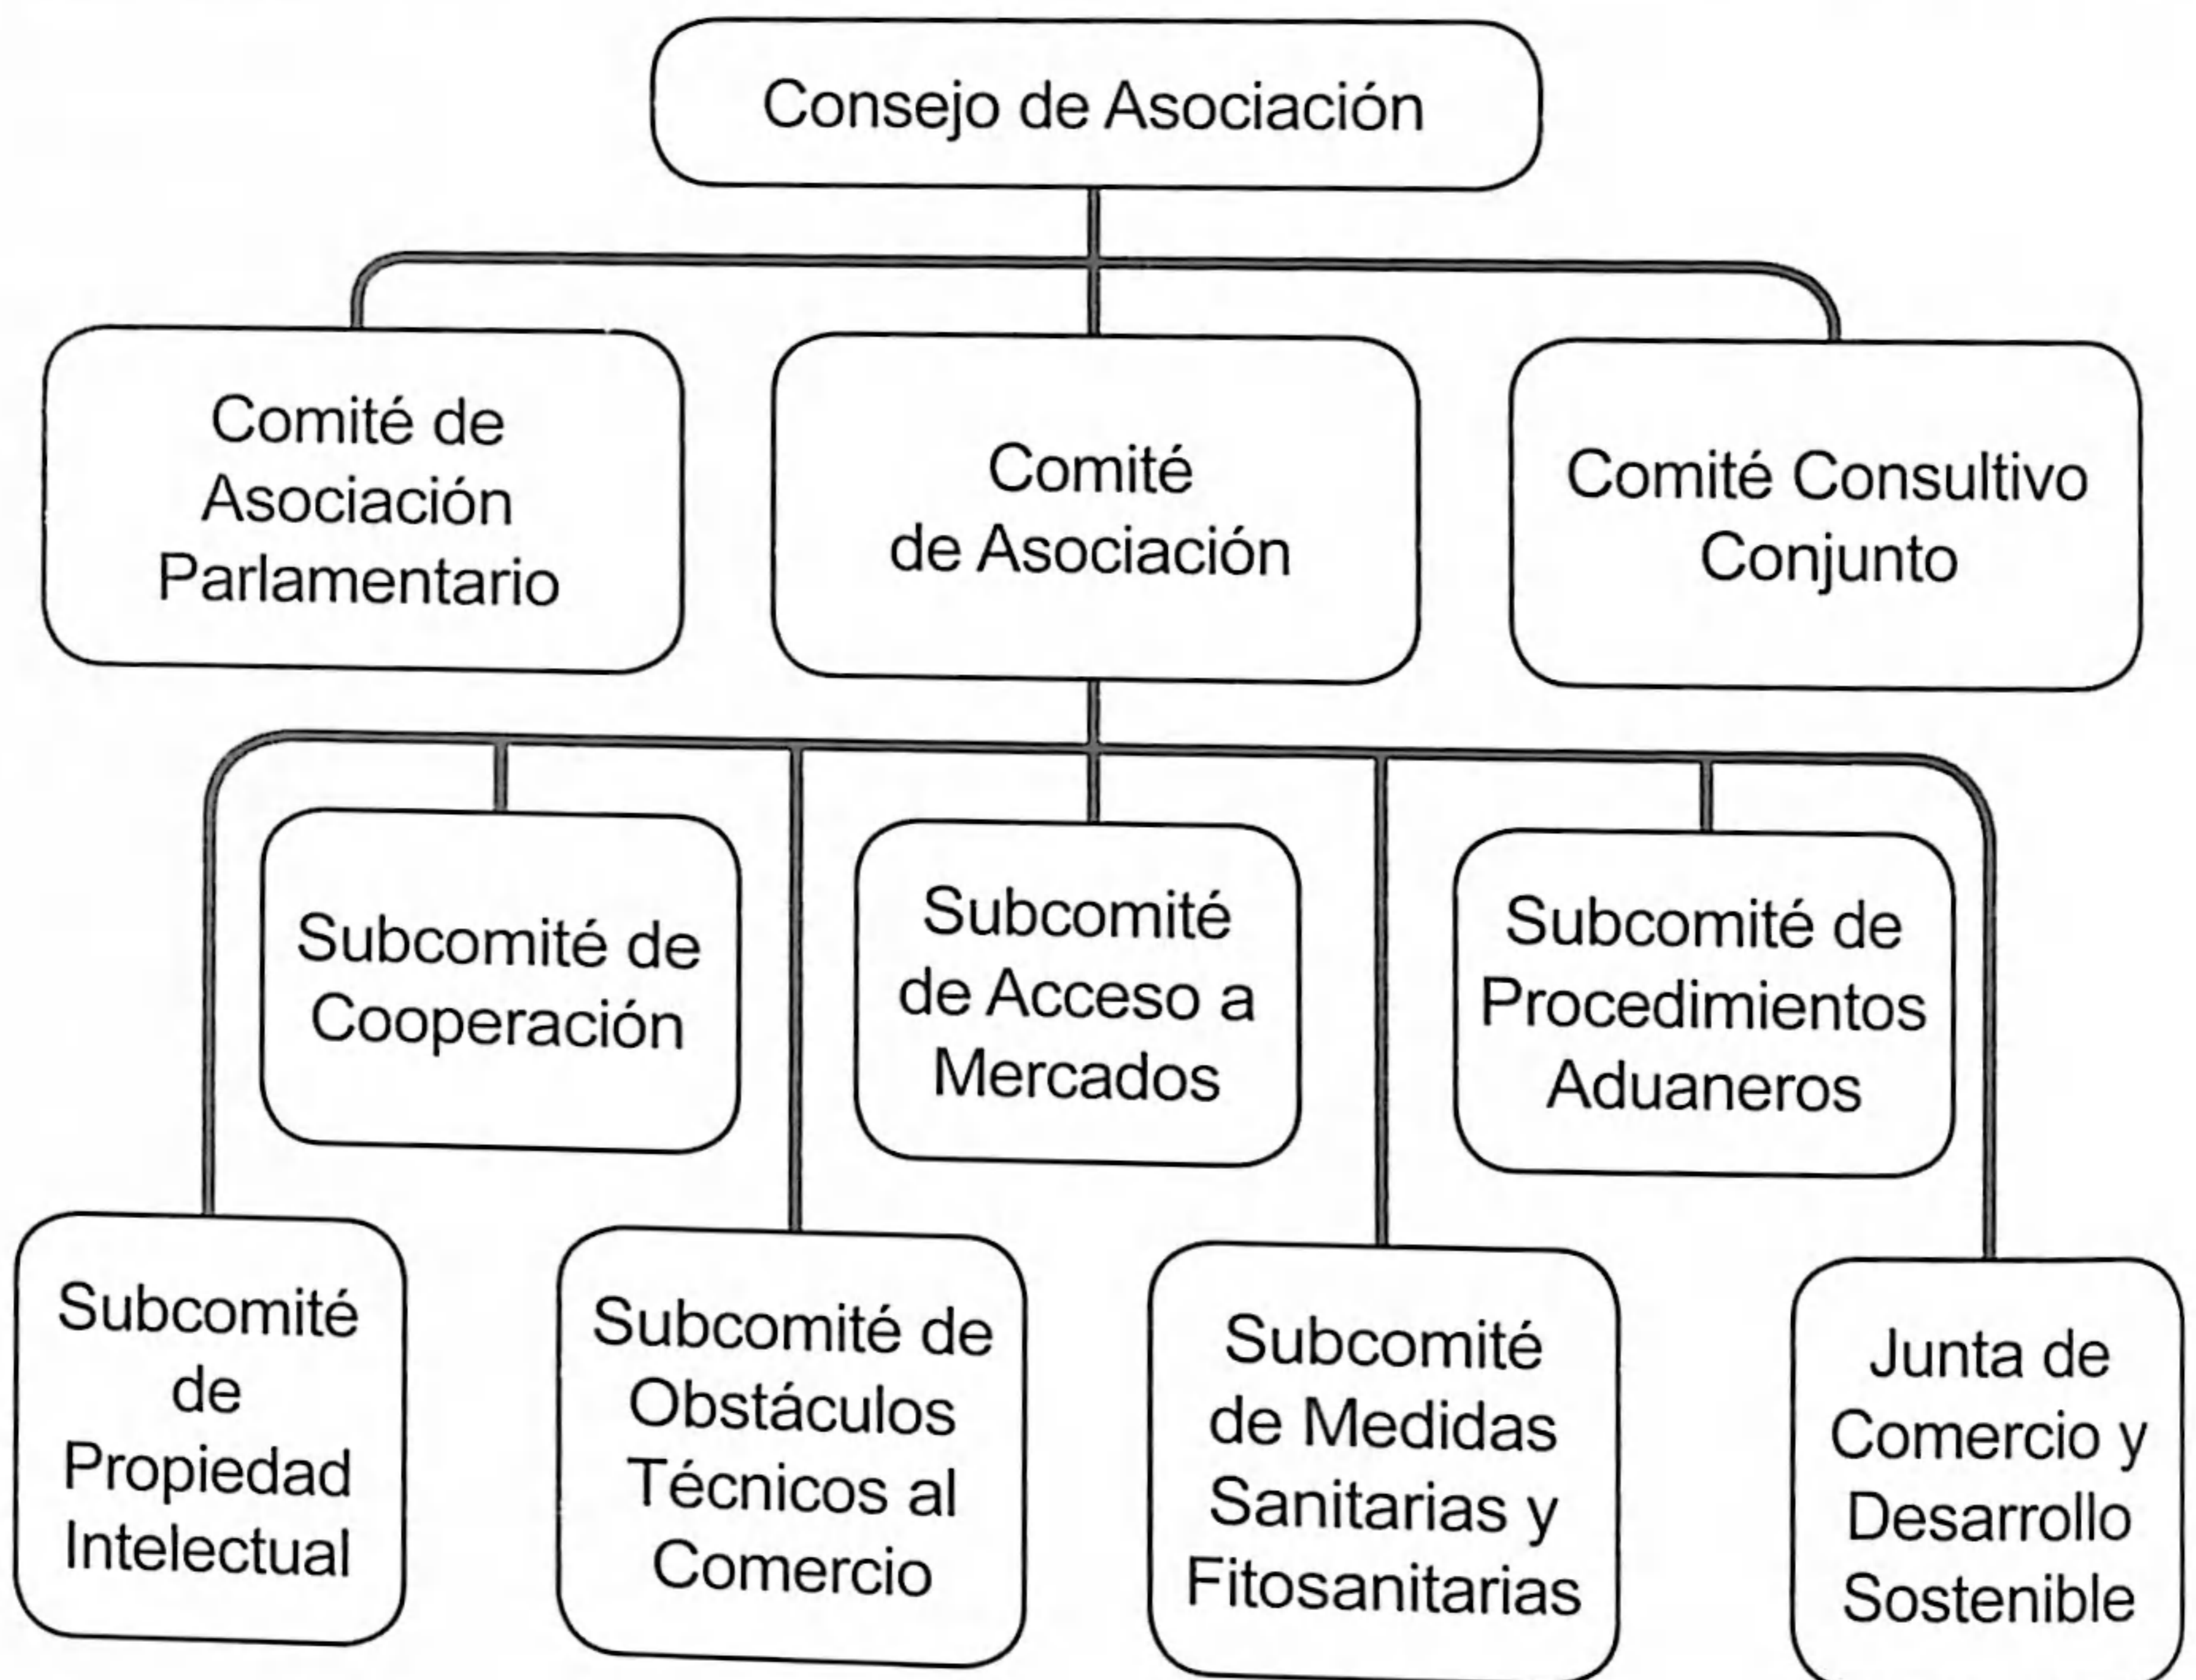 Consejo de Asociación
Comité de
Asociación
Parlamentario
Comité
de Asociación
Comité Consultivo
Conjunto
Subcomité de
Cooperación
Subcomité
de Acceso a
Mercados
Subcomité de
Procedimientos
Aduaneros
Subcomité
de
Propiedad
Intelectual
Subcomité de
Obstáculos
Técnicos al
Comercio
Subcomité
de Medidas
Sanitarias y
Fitosanitarias
Junta de
Comercio y
Desarrollo
Sostenible